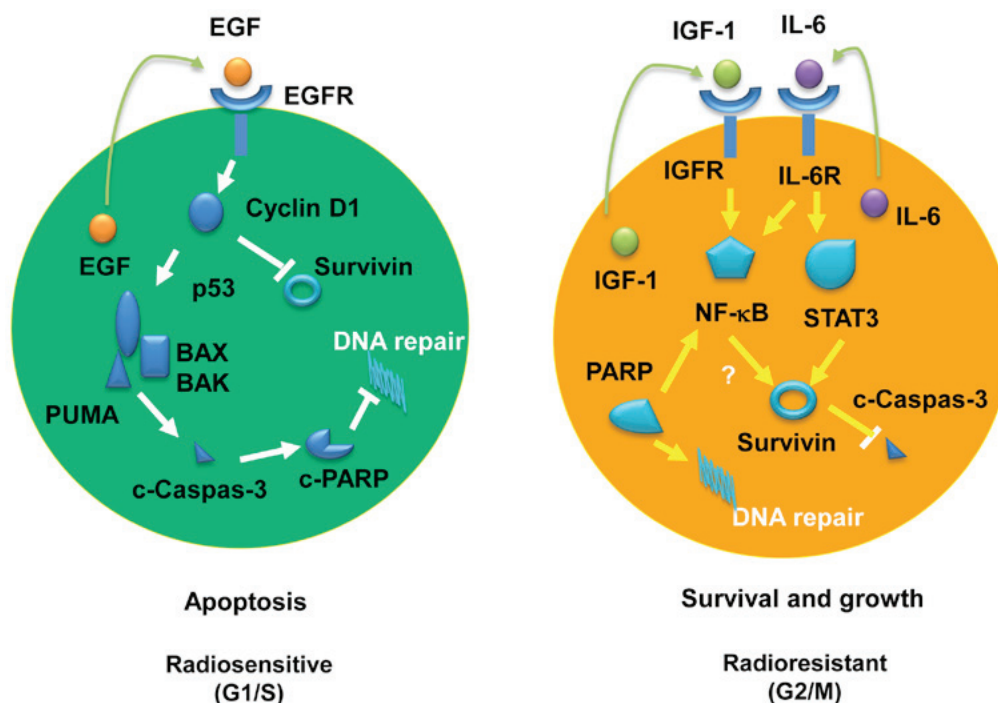 EGF
EGFR
Cyclin D1
EGF
Survivin
p53
DNA repair
BAX
BAK
PUMA
c-Caspas-3
c-PARP
Apoptosis
Radiosensitive
(G1/S)
IGF-1
IL-6
IGFR
IL-6R
IL-6
IGF-1
NF-κB
STAT3
PARP
?
c-Caspas-3
Survivin
DNA repair
Survival and growth
Radioresistant
(G2/M)